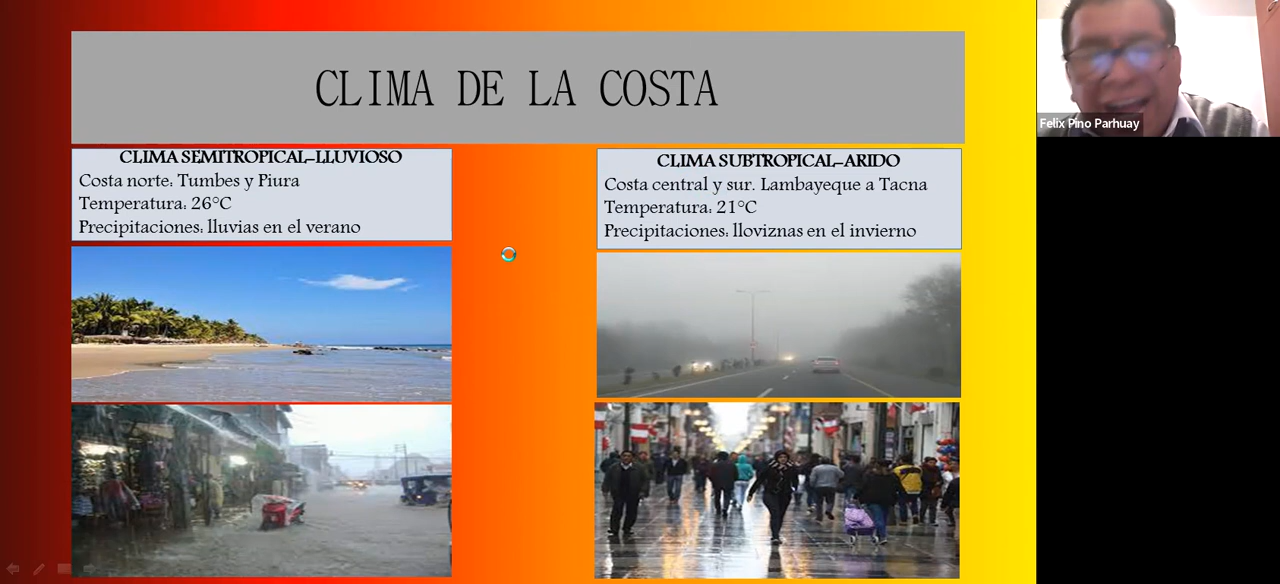 CLIMA DE LA COSTA
CLIMA SEMITROPICAL-LLUVIOSO
Costa norte: Tumbes y Piura
Temperatura: 26°C
Precipitaciones: lluvias en el verano
CLIMA SUBTROPICAL-ARIDO
Costa central y sur. Lambayeque a Tacna
Temperatura: 21°C
Precipitaciones: lloviznas en el invierno
Felix Pino Parhuay